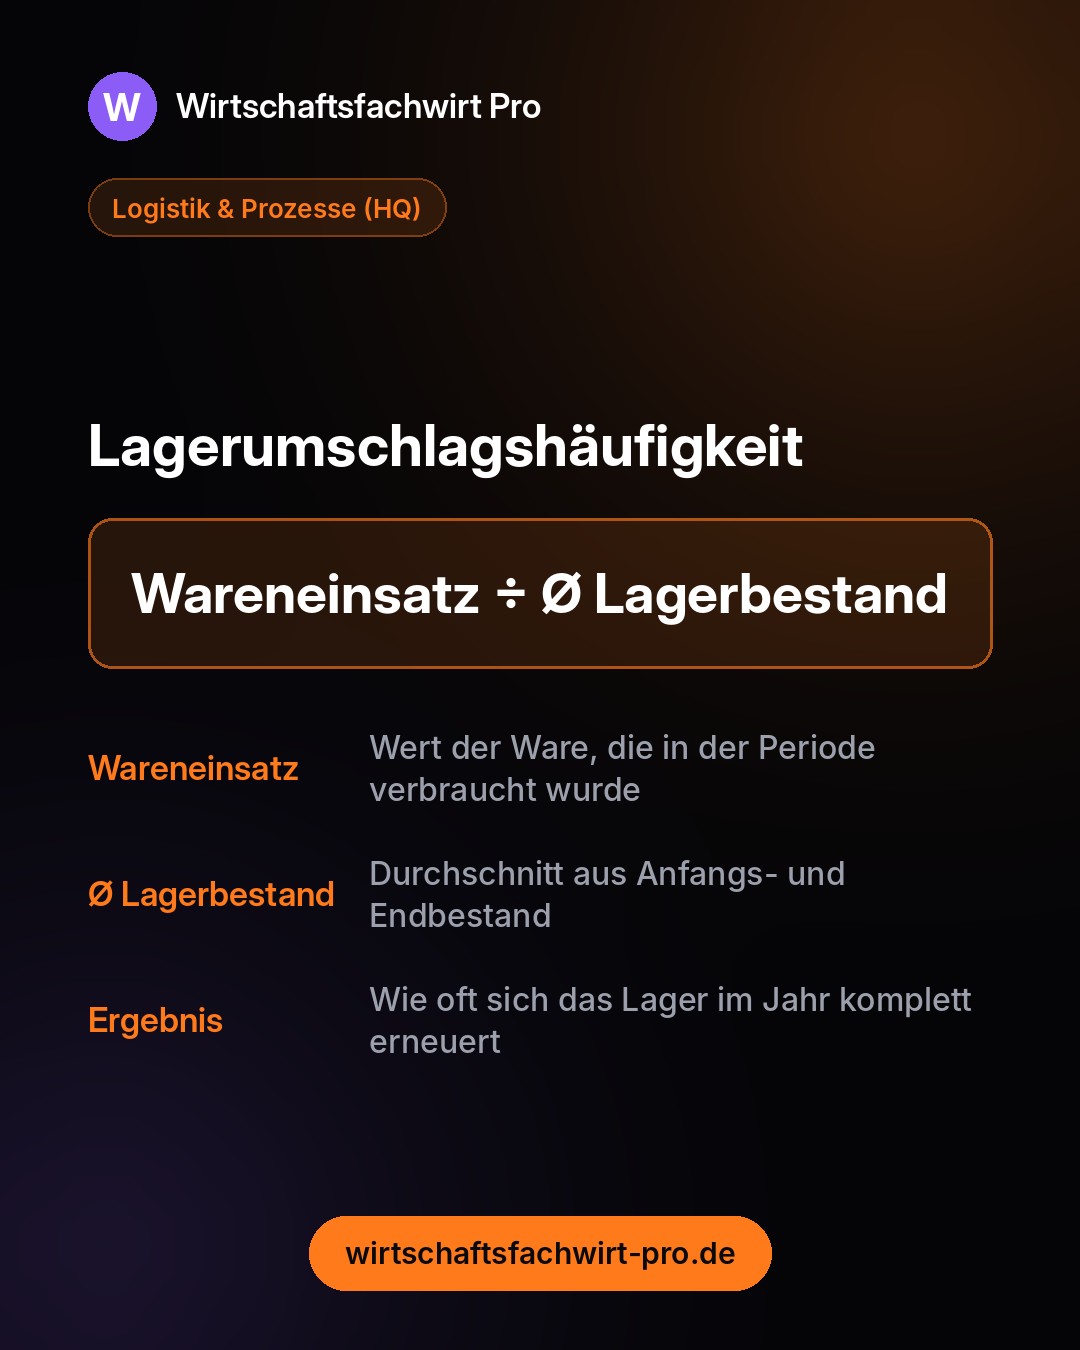 W Wirtschaftsfachwirt Pro
Logistik & Prozesse (HQ)
Lagerumschlagshäufigkeit
Wareneinsatz ÷ Ø Lagerbestand
Wareneinsatz
Wert der Ware, die in der Periode
verbraucht wurde
Ø Lagerbestand
Durchschnitt aus Anfangs- und
Endbestand
Ergebnis
Wie oft sich das Lager im Jahr komplett
erneuert
wirtschaftsfachwirt-pro.de